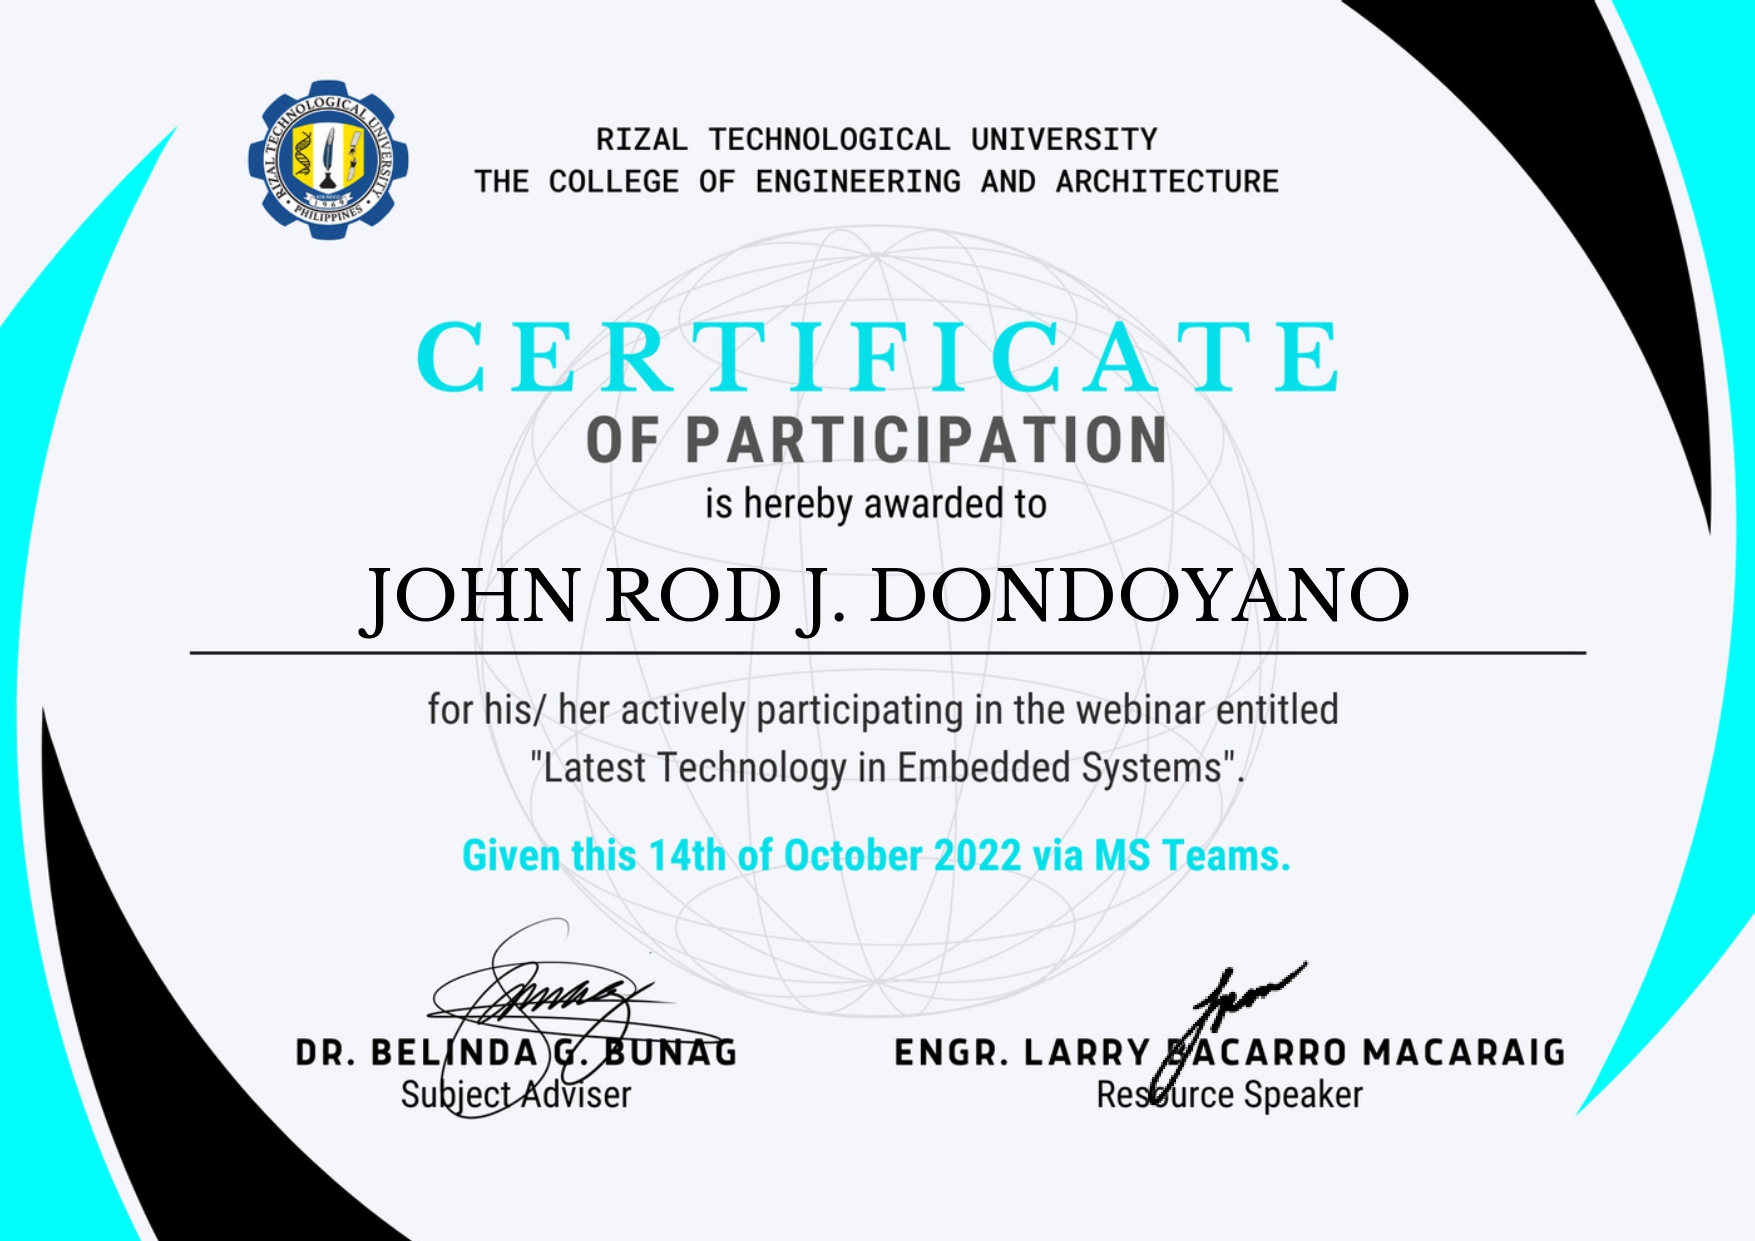 RIZAL TECHNOLOGICAL UNIVERSITY
PHILIPPINES
1969
RIZAL TECHNOLOGICAL UNIVERSITY
THE COLLEGE OF ENGINEERING AND ARCHITECTURE
CERTIFICATE
OF PARTICIPATION
is hereby awarded to
JOHN ROD J. DONDOYANO
for his/ her actively participating in the webinar entitled
"Latest Technology in Embedded Systems".
Given this 14th of October 2022 via MS Teams.
DR. BELINDA G. BUNAG
Subject Adviser
ENGR. LARRY BACARRO MACARAIG
Resource Speaker